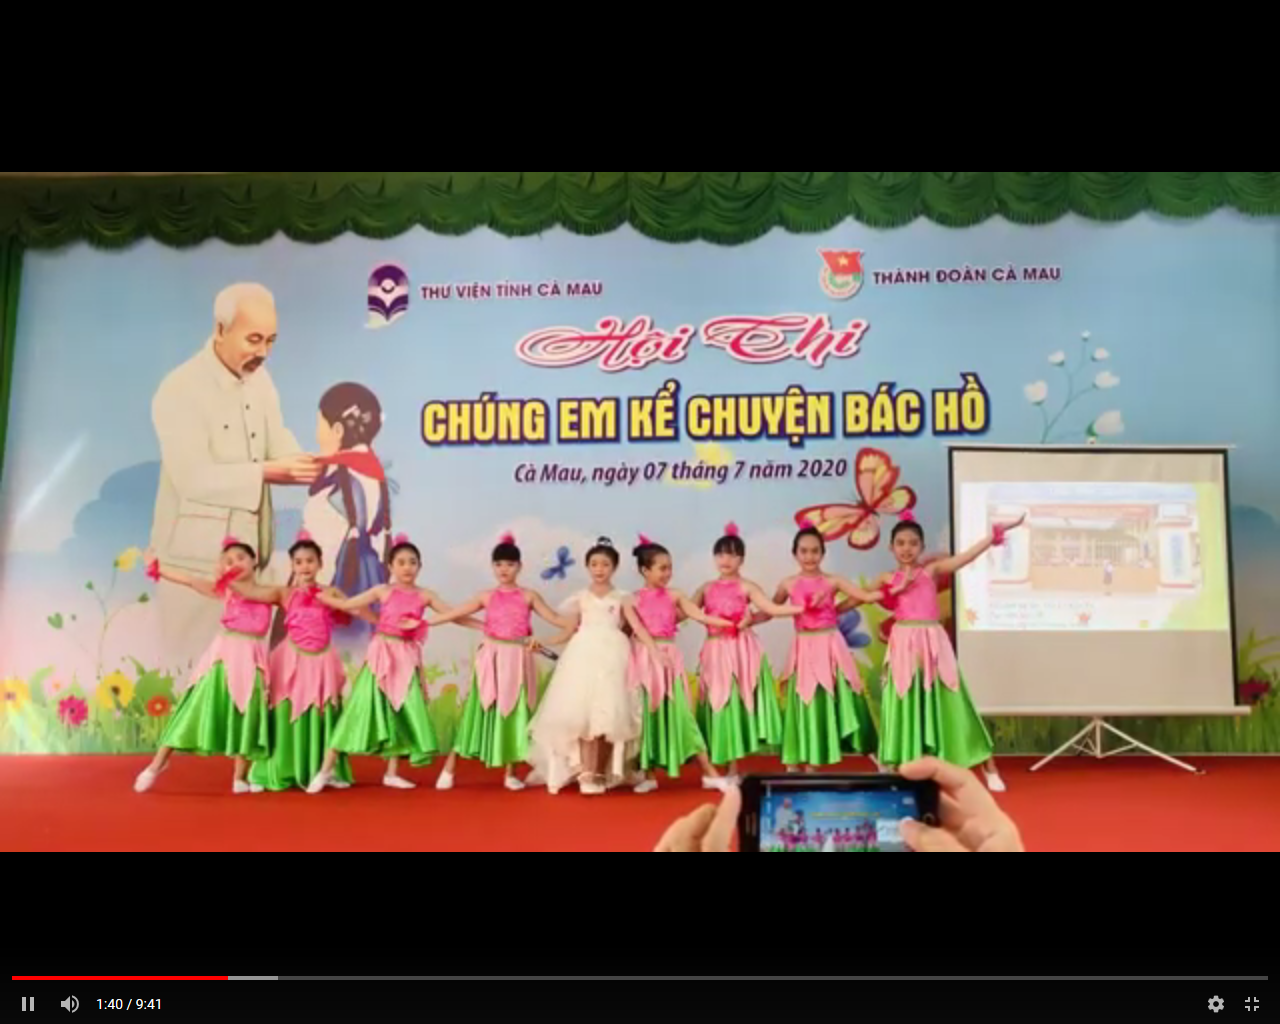 THƯ VIỆN TỈNH CÀ MAU
THÀNH ĐOÀN CÀ MAU
Hội Thi
CHÚNG EM KỂ CHUYỆN BÁC HỒ
Cà Mau, ngày 07 tháng 7 năm 2020
1:40 / 9:41